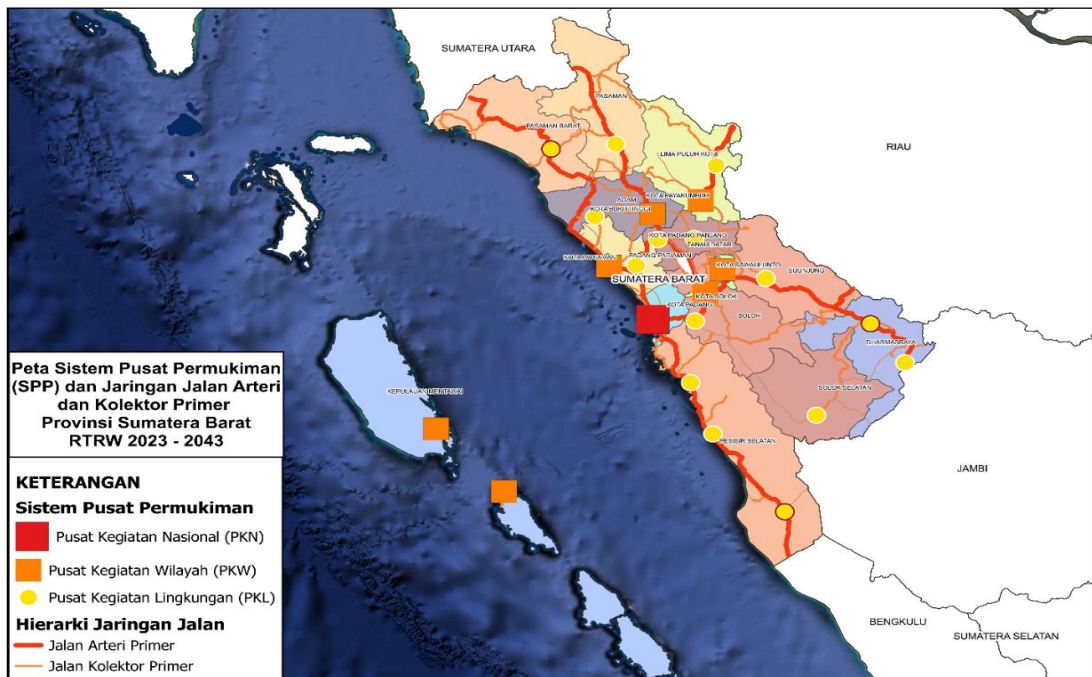 SUMATERA UTARA
PASAMAN
PASAMAN BARAT
LIMA PULUH KOTA
RIAU
KOTA PAYAKUMBUH
AGAM
KOTA BUKITTINGGI
KOTA PADANG PANJANG
TANAH DATAR
PADANG PARIAMAN
KOTA PARIAMAN
KOTA SAWAHLUNTO
SIJUNJUNG
SUMATERA BARAT
KOTA SOLOK
KOTA PADANG
SOLOK
DHARMASRAYA
SOLOK SELATAN
KEPULAUAN MENTAWAI
PESISIR SELATAN
JAMBI
BENGKULU
SUMATERA SELATAN
Peta Sistem Pusat Permukiman
(SPP) dan Jaringan Jalan Arteri
dan Kolektor Primer
Provinsi Sumatera Barat
RTRW 2023 - 2043
KETERANGAN
Sistem Pusat Permukiman
Pusat Kegiatan Nasional (PKN)
Pusat Kegiatan Wilayah (PKW)
Pusat Kegiatan Lingkungan (PKL)
Hierarki Jaringan Jalan
Jalan Arteri Primer
Jalan Kolektor Primer